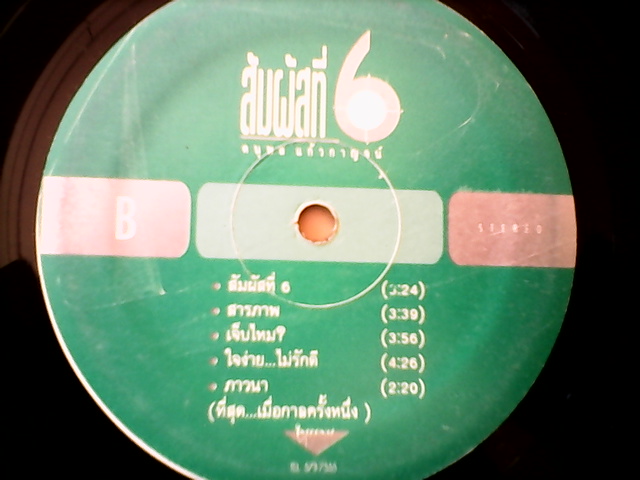 สัมผัสที่ 6
B
STEREO
สัมผัสที่ 6 (3:24)
สารภาพ (3:39)
เจ็บไหม? (3:56)
ใจง่าย...ไม่รักดี (4:26)
ภาวนา (2:20)
(ที่สุด...เมื่อกาลครั้งหนึ่ง )